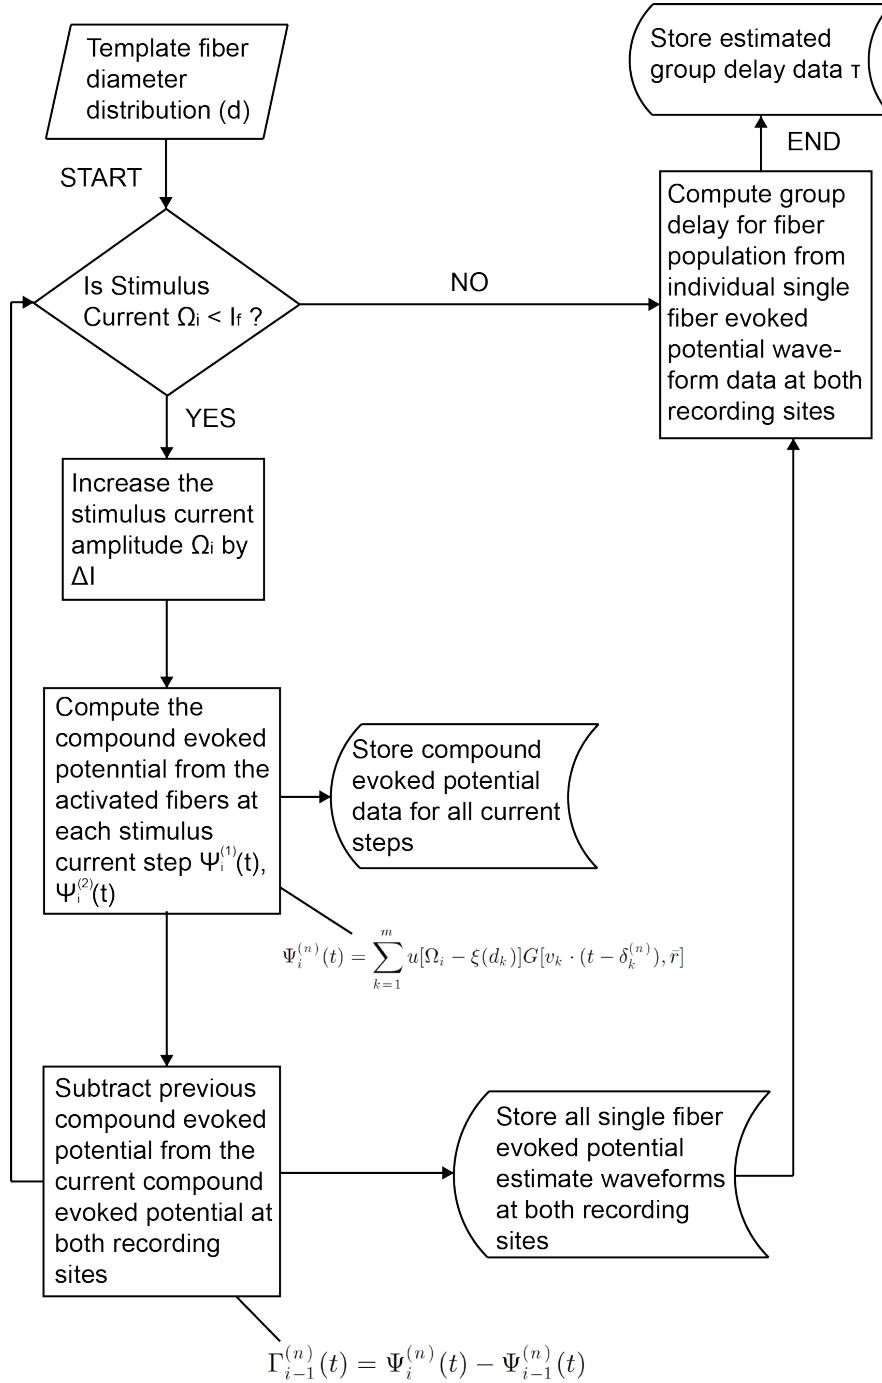 Template fiber
diameter
distribution (d)
START
Is Stimulus
Current Ωᵢ < I_f ?
YES
NO
Increase the
stimulus current
amplitude Ωᵢ by
ΔI
Compute the
compound evoked
potenntial from the
activated fibers at
each stimulus
current step Ψᵢ⁽¹⁾(t),
Ψᵢ⁽²⁾(t)
Store compound
evoked potential
data for all current
steps
Ψᵢ⁽ⁿ⁾(t) = ∑_{k=1}^{m} u[Ωᵢ − ξ(d_k)]G[v_k · (t − δ_k⁽ⁿ⁾), r̄]
Subtract previous
compound evoked
potential from the
current compound
evoked potential at
both recording
sites
Γᵢ₋₁⁽ⁿ⁾(t) = Ψᵢ⁽ⁿ⁾(t) − Ψᵢ₋₁⁽ⁿ⁾(t)
Store all single fiber
evoked potential
estimate waveforms
at both recording
sites
Compute group
delay for fiber
population from
individual single
fiber evoked
potential wave-
form data at both
recording sites
END
Store estimated
group delay data τ